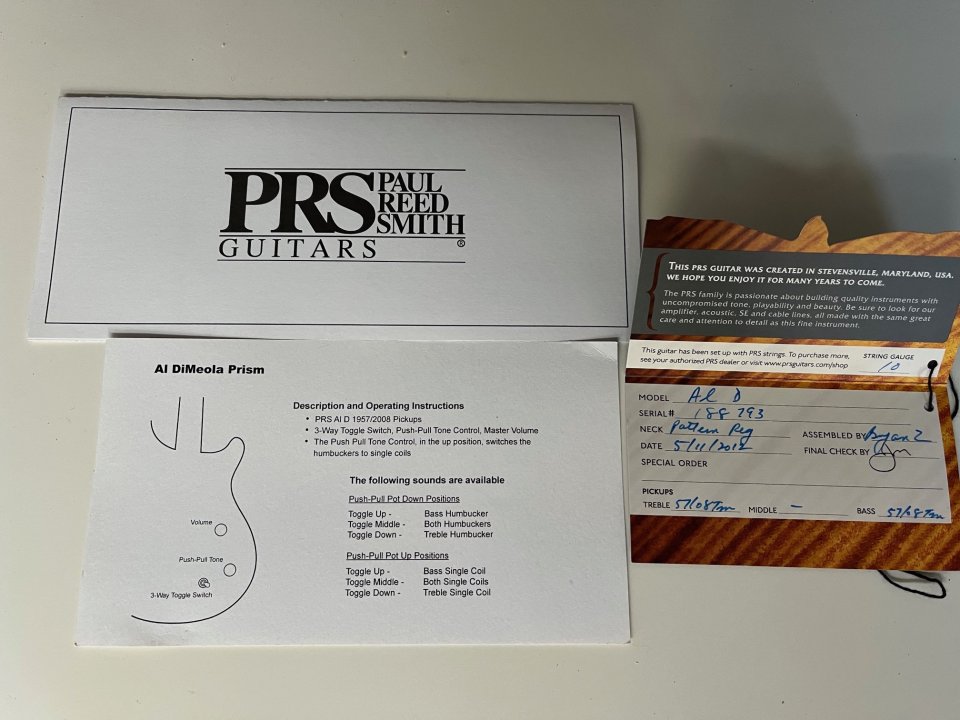 PRS PAUL
REED
SMITH
GUITARS ®
Al DiMeola Prism
Description and Operating Instructions
• PRS Al D 1957/2008 Pickups
• 3-Way Toggle Switch, Push-Pull Tone Control, Master Volume
• The Push Pull Tone Control, in the up position, switches the
humbuckers to single coils
The following sounds are available
Push-Pull Pot Down Positions
Toggle Up - Bass Humbucker
Toggle Middle - Both Humbuckers
Toggle Down - Treble Humbucker
Push-Pull Pot Up Positions
Toggle Up - Bass Single Coil
Toggle Middle - Both Single Coils
Toggle Down - Treble Single Coil
Volume
Push-Pull Tone
3-Way Toggle Switch
THIS PRS GUITAR WAS CREATED IN STEVENSVILLE, MARYLAND, USA.
WE HOPE YOU ENJOY IT FOR MANY YEARS TO COME.
The PRS family is passionate about building quality instruments with
uncompromised tone, playability and beauty. Be sure to look for our
amplifier, acoustic, SE and cable lines, all made with the same great
care and attention to detail as this fine instrument.
This guitar has been set up with PRS strings. To purchase more,
see your authorized PRS dealer or visit www.prsguitars.com/shop
STRING GAUGE
10
MODEL Al D
SERIAL# 188793
NECK Pattern Reg
ASSEMBLED BY Ryan Z
DATE 5/11/2012
FINAL CHECK BY
SPECIAL ORDER
PICKUPS
TREBLE 57/08Tm MIDDLE - BASS 57/08Tm